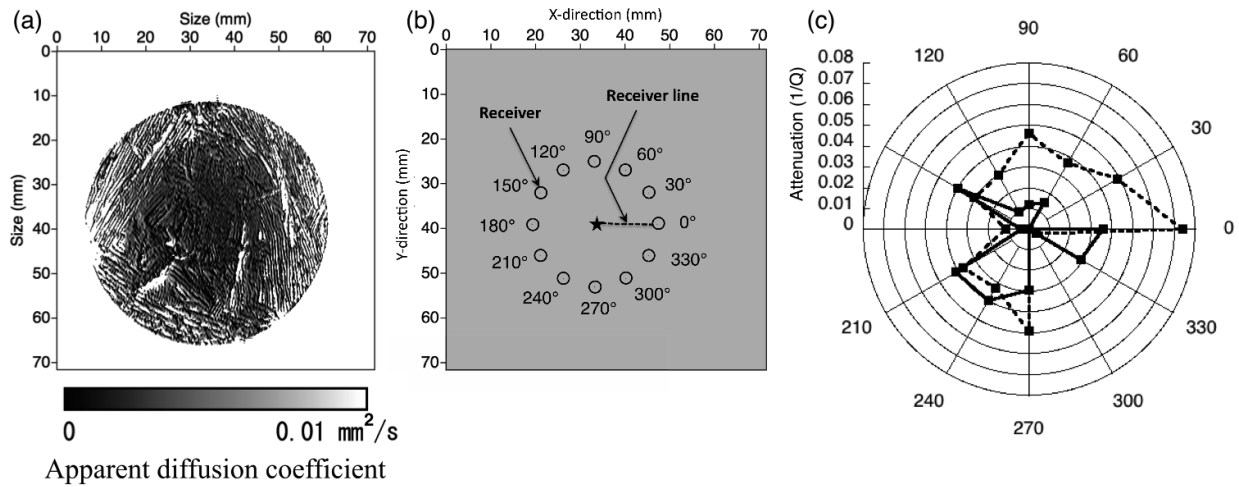 (a)
Size (mm)
0 10 20 30 40 50 60 70
0
10
20
30
40
50
60
70
Size (mm)
0 0.01 mm²/s
Apparent diffusion coefficient
(b)
X-direction (mm)
0 10 20 30 40 50 60 70
0
10
20
30
40
50
60
70
Y-direction (mm)
Receiver
Receiver line
90°
120° 60°
150° 30°
180° 0°
210° 330°
240° 300°
270°
(c)
Attenuation (1/Q)
0.08
0.07
0.06
0.05
0.04
0.03
0.02
0.01
0
90
120 60
30
0
210 330
240 300
270